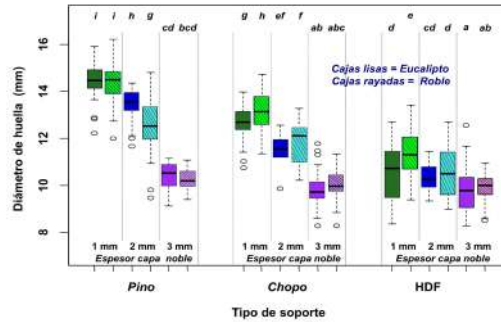 i i h g cd bcd g h ef f ab abc d e cd d a ab
Cajas lisas = Eucalipto
Cajas rayadas = Roble
Diámetro de huella (mm)
16
14
12
10
8
1 mm 2 mm 3 mm 1 mm 2 mm 3 mm 1 mm 2 mm 3 mm
Espesor capa noble Espesor capa noble Espesor capa noble
Pino Chopo HDF
Tipo de soporte